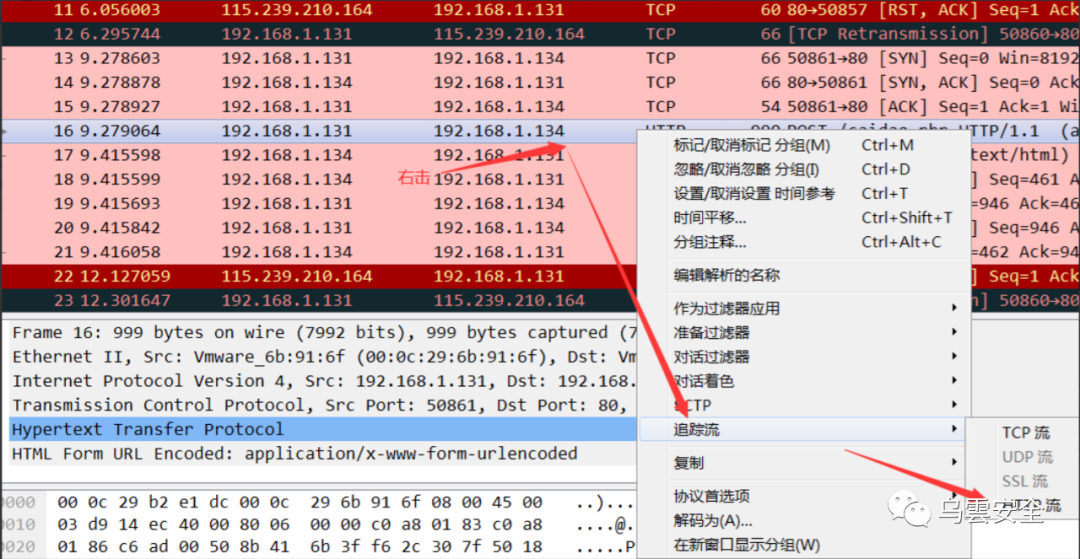 11 6.056003 115.239.210.164 192.168.1.131 TCP 60 80→50857 [RST, ACK] Seq=1 Ac
12 6.295744 192.168.1.131 115.239.210.164 TCP 66 [TCP Retransmission] 50860→80
13 9.278603 192.168.1.131 192.168.1.134 TCP 66 50861→80 [SYN] Seq=0 Win=8192
14 9.278878 192.168.1.134 192.168.1.131 TCP 66 80→50861 [SYN, ACK] Seq=0 Ack
15 9.278927 192.168.1.131 192.168.1.134 TCP 54 50861→80 [ACK] Seq=1 Ack=1 Wi
16 9.279064 192.168.1.131 192.168.1.134 HTTP 999 POST /caidao.php HTTP/1.1 (a
17 9.415598 192.168.1.134 192.168.1.131 text/html)
18 9.415599 192.168.1.134 192.168.1.131 ] Seq=461 A
19 9.415693 192.168.1.131 192.168.1.134 =946 Ack=46
20 9.415842 192.168.1.131 192.168.1.134 ] Seq=946 A
21 9.416058 192.168.1.134 192.168.1.131 =462 Ack=94
22 12.127059 115.239.210.164 192.168.1.131 ] Seq=1 Ack
23 12.301647 192.168.1.131 115.239.210.164 n] 50860→80
右击
标记/取消标记 分组(M) Ctrl+M
忽略/取消忽略 分组(I) Ctrl+D
设置/取消设置 时间参考 Ctrl+T
时间平移... Ctrl+Shift+T
分组注释... Ctrl+Alt+C
编辑解析的名称
作为过滤器应用
准备过滤器
对话过滤器
对话着色
SCTP
追踪流
复制
协议首选项
解码为(A)...
在新窗口显示分组(W)
TCP 流
UDP 流
SSL 流
流
Frame 16: 999 bytes on wire (7992 bits), 999 bytes captured (7
Ethernet II, Src: Vmware_6b:91:6f (00:0c:29:6b:91:6f), Dst: Vm
Internet Protocol Version 4, Src: 192.168.1.131, Dst: 192.168.
Transmission Control Protocol, Src Port: 50861, Dst Port: 80,
Hypertext Transfer Protocol
HTML Form URL Encoded: application/x-www-form-urlencoded
0000 00 0c 29 b2 e1 dc 00 0c 29 6b 91 6f 08 00 45 00 ..)...
0010 03 d9 14 ec 40 00 80 06 00 00 c0 a8 01 83 c0 a8 ....@.
0020 01 86 c6 ad 00 50 8b 41 6b 3f f6 2c 30 7f 50 18 .....P
乌雲安全